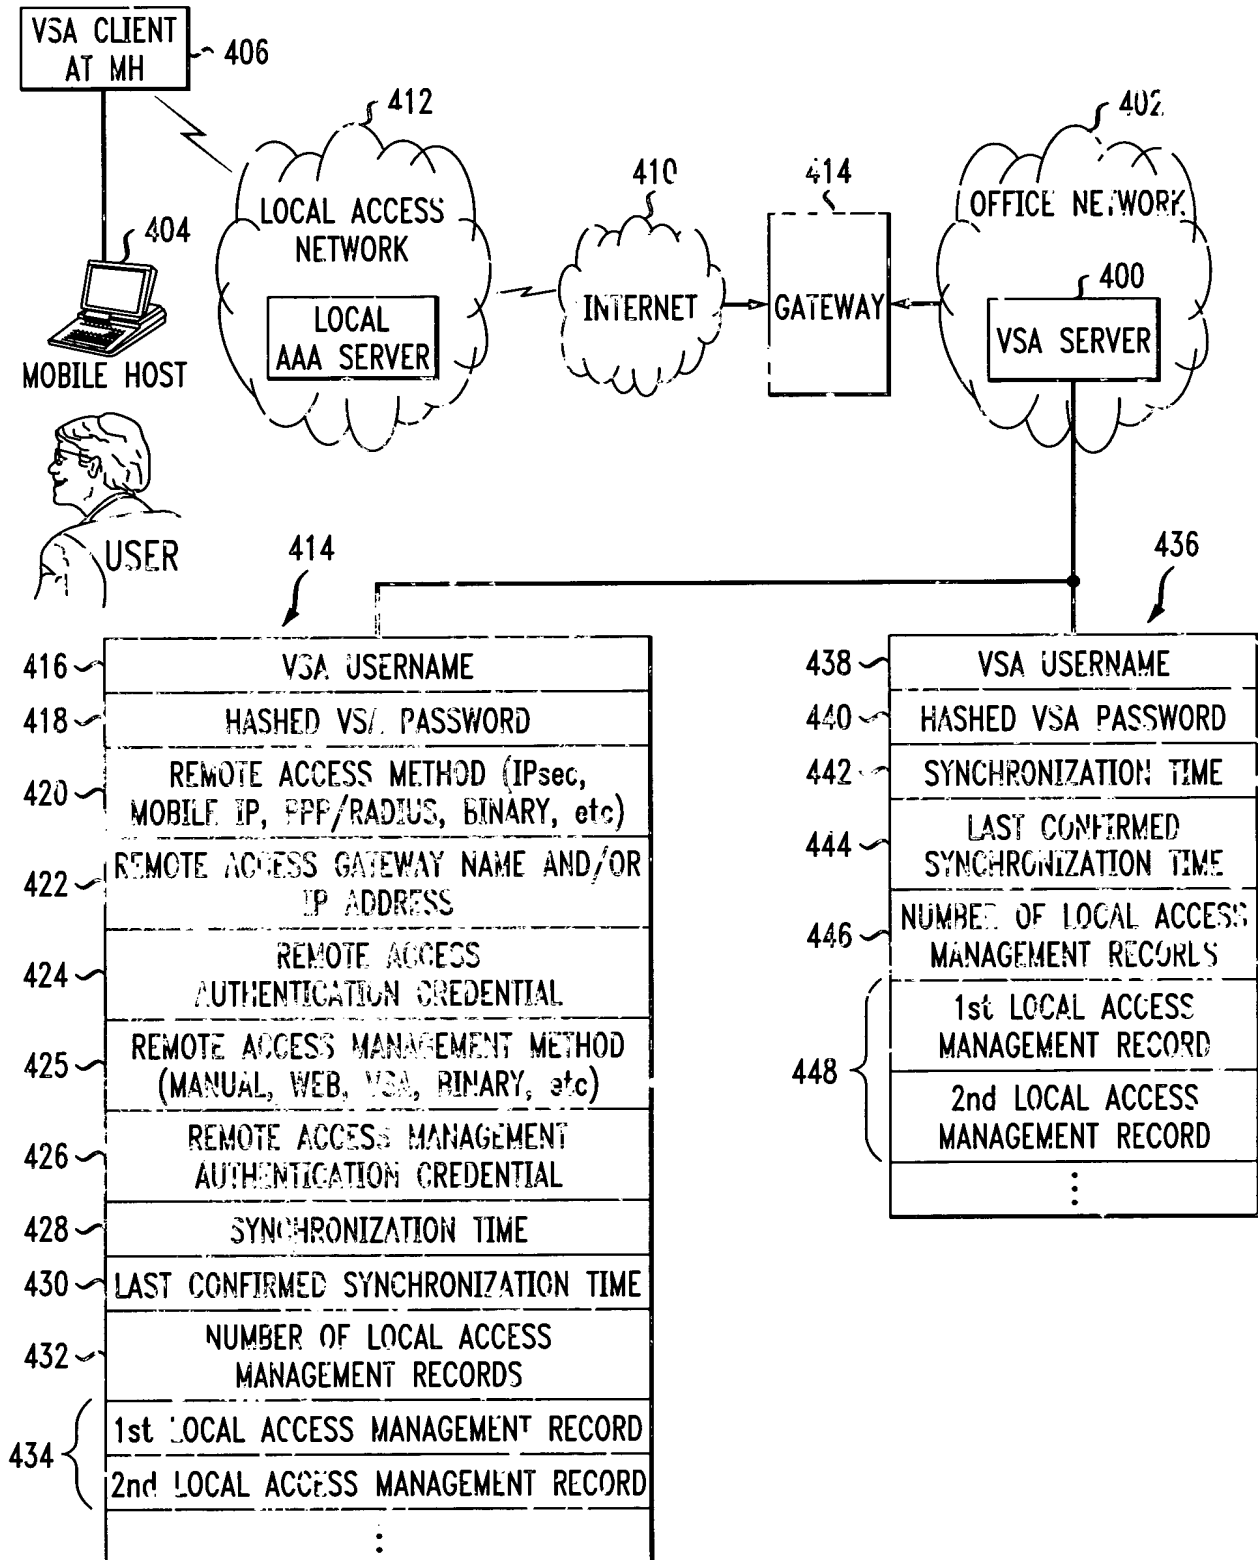 VSA CLIENT
AT MH
406
412
402
LOCAL ACCESS
NETWORK
410
414
OFFICE NETWORK
404
LOCAL
AAA SERVER
INTERNET
GATEWAY
400
VSA SERVER
MOBILE HOST
USER
414
436
416
VSA USERNAME
418
HASHED VSA PASSWORD
420
REMOTE ACCESS METHOD (IPsec,
MOBILE IP, PPP/RADIUS, BINARY, etc)
422
REMOTE ACCESS GATEWAY NAME AND/OR
IP ADDRESS
424
REMOTE ACCESS
AUTHENTICATION CREDENTIAL
425
REMOTE ACCESS MANAGEMENT METHOD
(MANUAL, WEB, VSA, BINARY, etc)
426
REMOTE ACCESS MANAGEMENT
AUTHENTICATION CREDENTIAL
428
SYNCHRONIZATION TIME
430
LAST CONFIRMED SYNCHRONIZATION TIME
432
NUMBER OF LOCAL ACCESS
MANAGEMENT RECORDS
434
1st LOCAL ACCESS MANAGEMENT RECORD
2nd LOCAL ACCESS MANAGEMENT RECORD
⋮
438
VSA USERNAME
440
HASHED VSA PASSWORD
442
SYNCHRONIZATION TIME
444
LAST CONFIRMED
SYNCHRONIZATION TIME
446
NUMBER OF LOCAL ACCESS
MANAGEMENT RECORDS
448
1st LOCAL ACCESS
MANAGEMENT RECORD
2nd LOCAL ACCESS
MANAGEMENT RECORD
⋮